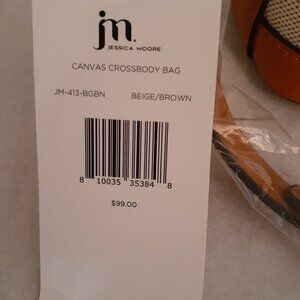 jm.
JESSICA MOORE
CANVAS CROSSBODY BAG
JM-413-BGBN BEIGE/BROWN
8 10035 35384 8
$99.00